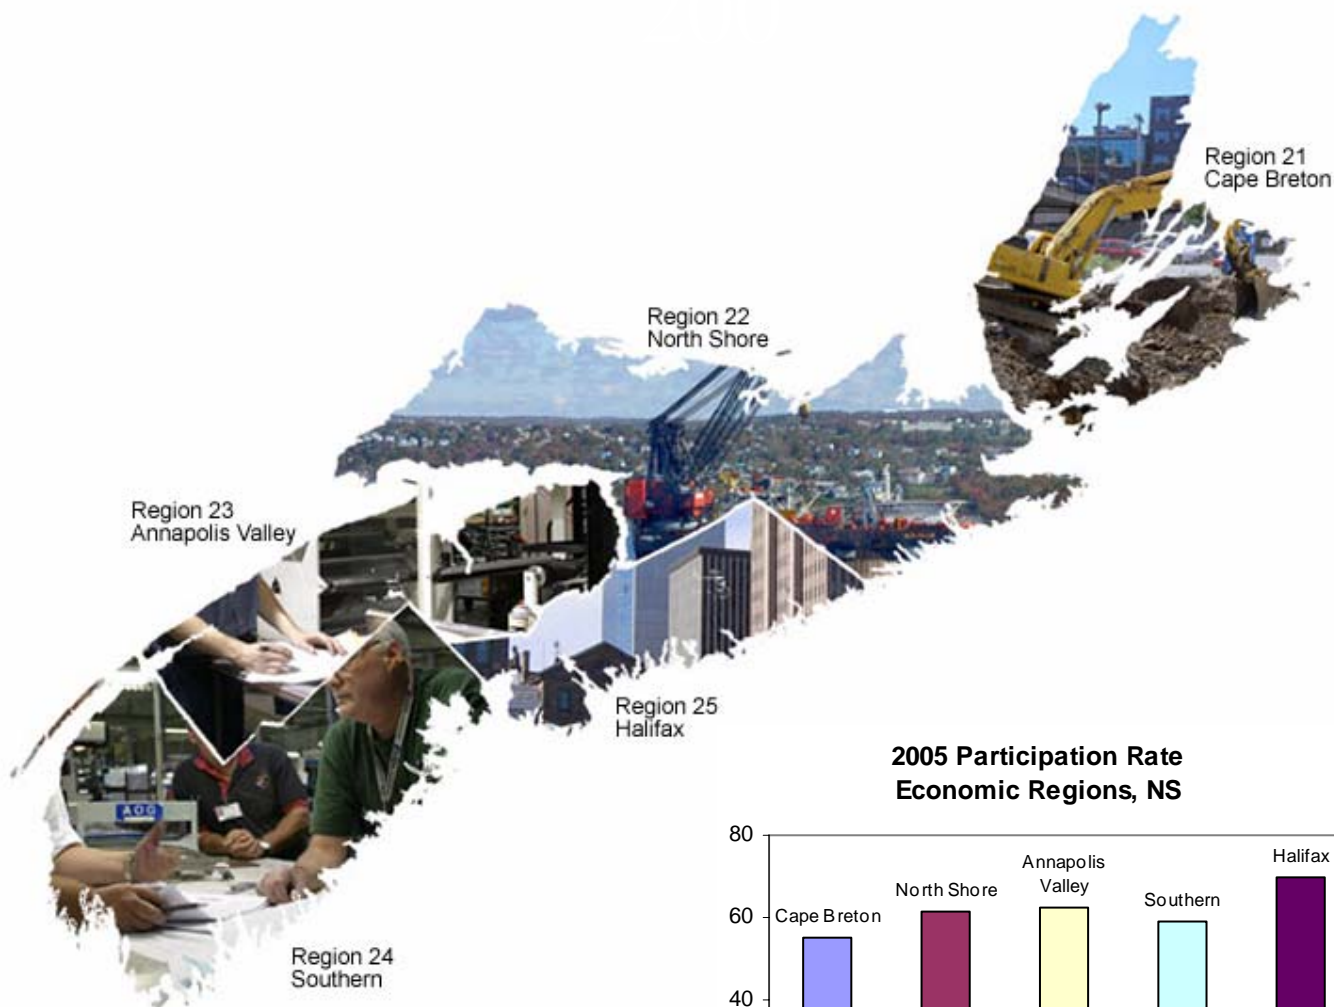 Region 21
Cape Breton
Region 22
North Shore
Region 23
Annapolis Valley
Region 25
Halifax
AOG
Region 24
Southern
2005 Participation Rate
Economic Regions, NS
80
60
40
Cape Breton
North Shore
Annapolis
Valley
Southern
Halifax